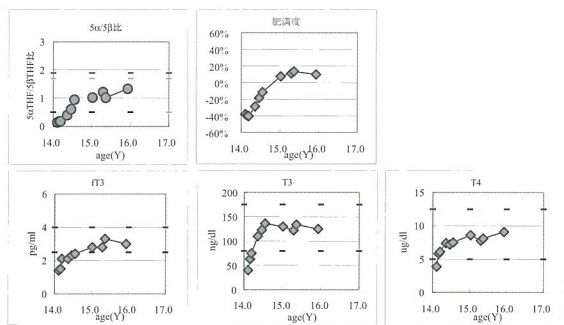 5α/5β比
3
2
1
0
5αTHF/5βTHF比
14.0 15.0 16.0 17.0
age(Y)
肥満度
60%
40%
20%
0%
-20%
-40%
-60%
14.0 15.0 16.0 17.0
age(Y)
fT3
6
4
2
0
pg/ml
14.0 15.0 16.0 17.0
age(Y)
T3
200
150
100
50
0
ng/dl
14.0 15.0 16.0 17.0
age(Y)
T4
15
10
5
0
ug/dl
14.0 15.0 16.0 17.0
age(Y)